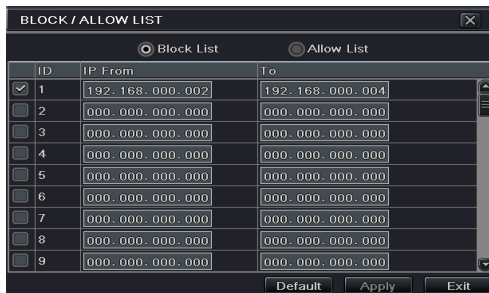 BLOCK / ALLOW LIST
Block List Allow List
ID IP From To
1 192. 168. 000. 002 192. 168. 000. 004
2 000. 000. 000. 000 000. 000. 000. 000
3 000. 000. 000. 000 000. 000. 000. 000
4 000. 000. 000. 000 000. 000. 000. 000
5 000. 000. 000. 000 000. 000. 000. 000
6 000. 000. 000. 000 000. 000. 000. 000
7 000. 000. 000. 000 000. 000. 000. 000
8 000. 000. 000. 000 000. 000. 000. 000
9 000. 000. 000. 000 000. 000. 000. 000
Default Apply Exit